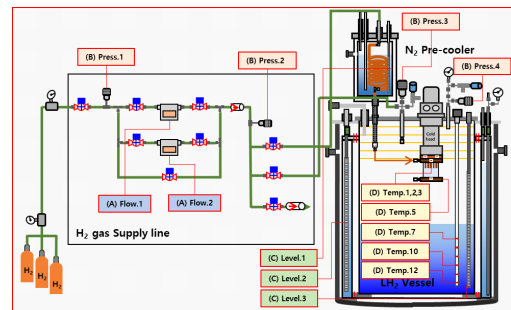 (B) Press.3
N2 Pre-cooler
(B) Press.1
(B) Press.2
(B) Press.4
Cold
head
(A) Flow.1
(A) Flow.2
(D) Temp.1,2,3
(D) Temp.5
(D) Temp.7
(D) Temp.10
(D) Temp.12
H2 gas Supply line
(C) Level.1
(C) Level.2
(C) Level.3
LH2 Vessel
H2
H2
H2